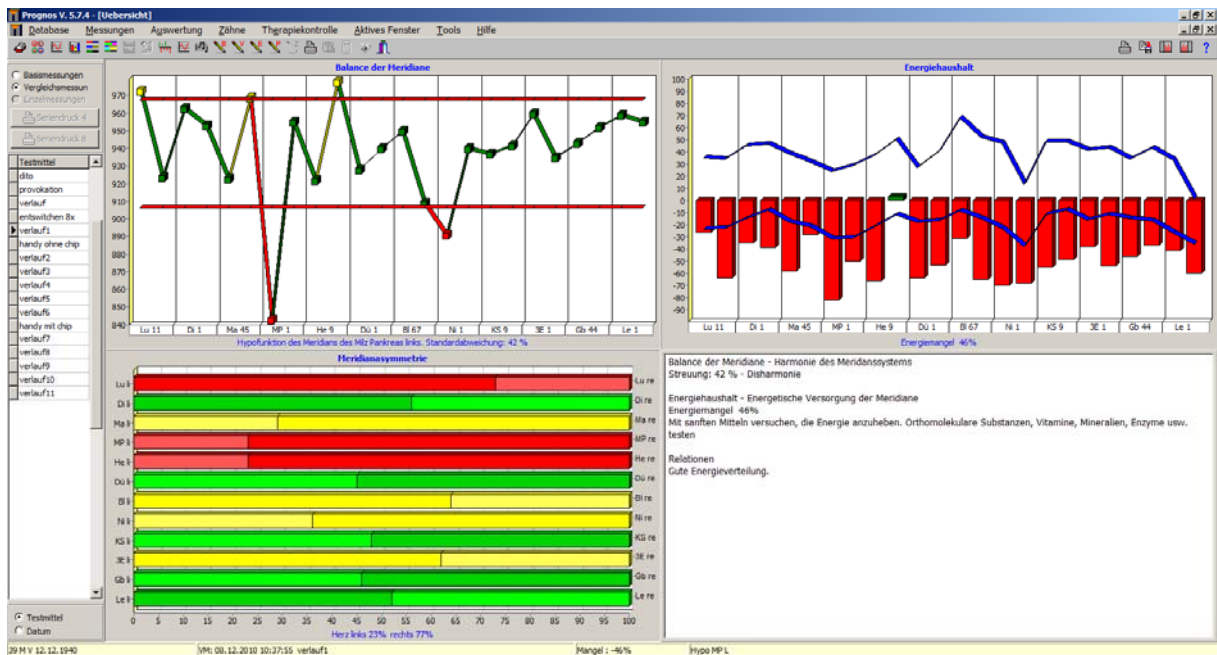 Prognos V. 5.7.4 - [Uebersicht]
Database Messungen Auswertung Zähne Therapiekontrolle Aktives Fenster Tools Hilfe
Basismessungen
Vergleichsmessun
Einzelmessungen
Seriendruck 4
Seriendruck 8
Testmittel
dito
provokation
verlauf
entswitchen 8x
verlauf1
handy ohne chip
verlauf2
verlauf3
verlauf4
verlauf5
verlauf6
handy mit chip
verlauf7
verlauf8
verlauf9
verlauf10
verlauf11
Testmittel
Datum
Balance der Meridiane
970
960
950
940
930
920
910
900
890
880
870
860
850
840
Lu 11 Di 1 Ma 45 MP 1 He 9 Dü 1 Bl 67 Ni 1 KS 9 3E 1 Gb 44 Le 1
Hypofunktion des Meridians des Milz Pankreas links. Standardabweichung: 42 %
Energiehaushalt
100
90
80
70
60
50
40
30
20
10
0
-10
-20
-30
-40
-50
-60
-70
-80
-90
Lu 11 Di 1 Ma 45 MP 1 He 9 Dü 1 Bl 67 Ni 1 KS 9 3E 1 Gb 44 Le 1
Energiemangel 46%
Meridianasymmetrie
Lu li Lu re
Di li Di re
Ma li Ma re
MP li MP re
He li He re
Dü li Dü re
Bl li Bl re
Ni li Ni re
KS li KS re
3E li 3E re
Gb li Gb re
Le li Le re
0 5 10 15 20 25 30 35 40 45 50 55 60 65 70 75 80 85 90 95 100
Herz links 23% rechts 77%
Balance der Meridiane - Harmonie des Meridanssystems
Streuung: 42 % - Disharmonie
Energiehaushalt - Energetische Versorgung der Meridiane
Energiemangel 46%
Mit sanften Mitteln versuchen, die Energie anzuheben. Orthomolekulare Substanzen, Vitamine, Mineralien, Enzyme usw.
testen
Relationen
Gute Energieverteilung.
39 M V 12.12.1940 VM: 08.12.2010 10:37:55 verlauf1 Mangel : -46% Hypo MP L